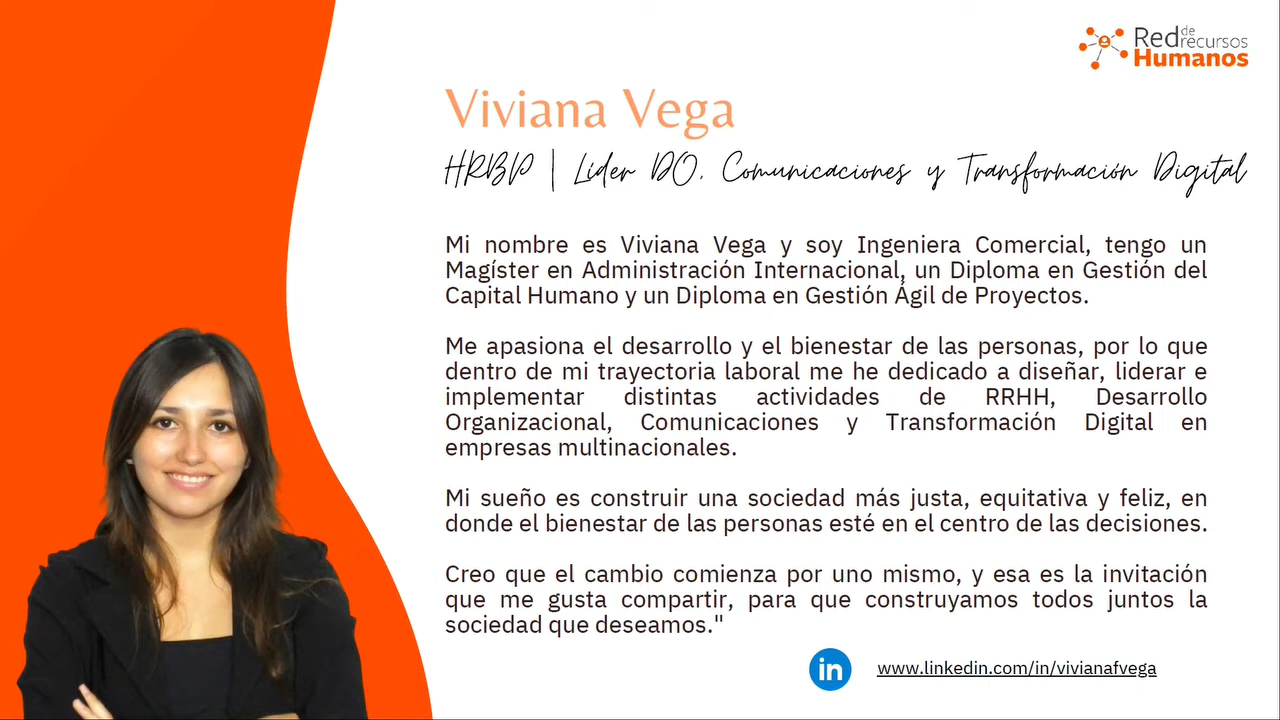 Red de recursos
Humanos
Viviana Vega
HRBP | Líder DO, Comunicaciones y Transformación Digital
Mi nombre es Viviana Vega y soy Ingeniera Comercial, tengo un
Magíster en Administración Internacional, un Diploma en Gestión del
Capital Humano y un Diploma en Gestión Ágil de Proyectos.
Me apasiona el desarrollo y el bienestar de las personas, por lo que
dentro de mi trayectoria laboral me he dedicado a diseñar, liderar e
implementar distintas actividades de RRHH, Desarrollo
Organizacional, Comunicaciones y Transformación Digital en
empresas multinacionales.
Mi sueño es construir una sociedad más justa, equitativa y feliz, en
donde el bienestar de las personas esté en el centro de las decisiones.
Creo que el cambio comienza por uno mismo, y esa es la invitación
que me gusta compartir, para que construyamos todos juntos la
sociedad que deseamos."
in
www.linkedin.com/in/vivianafvega